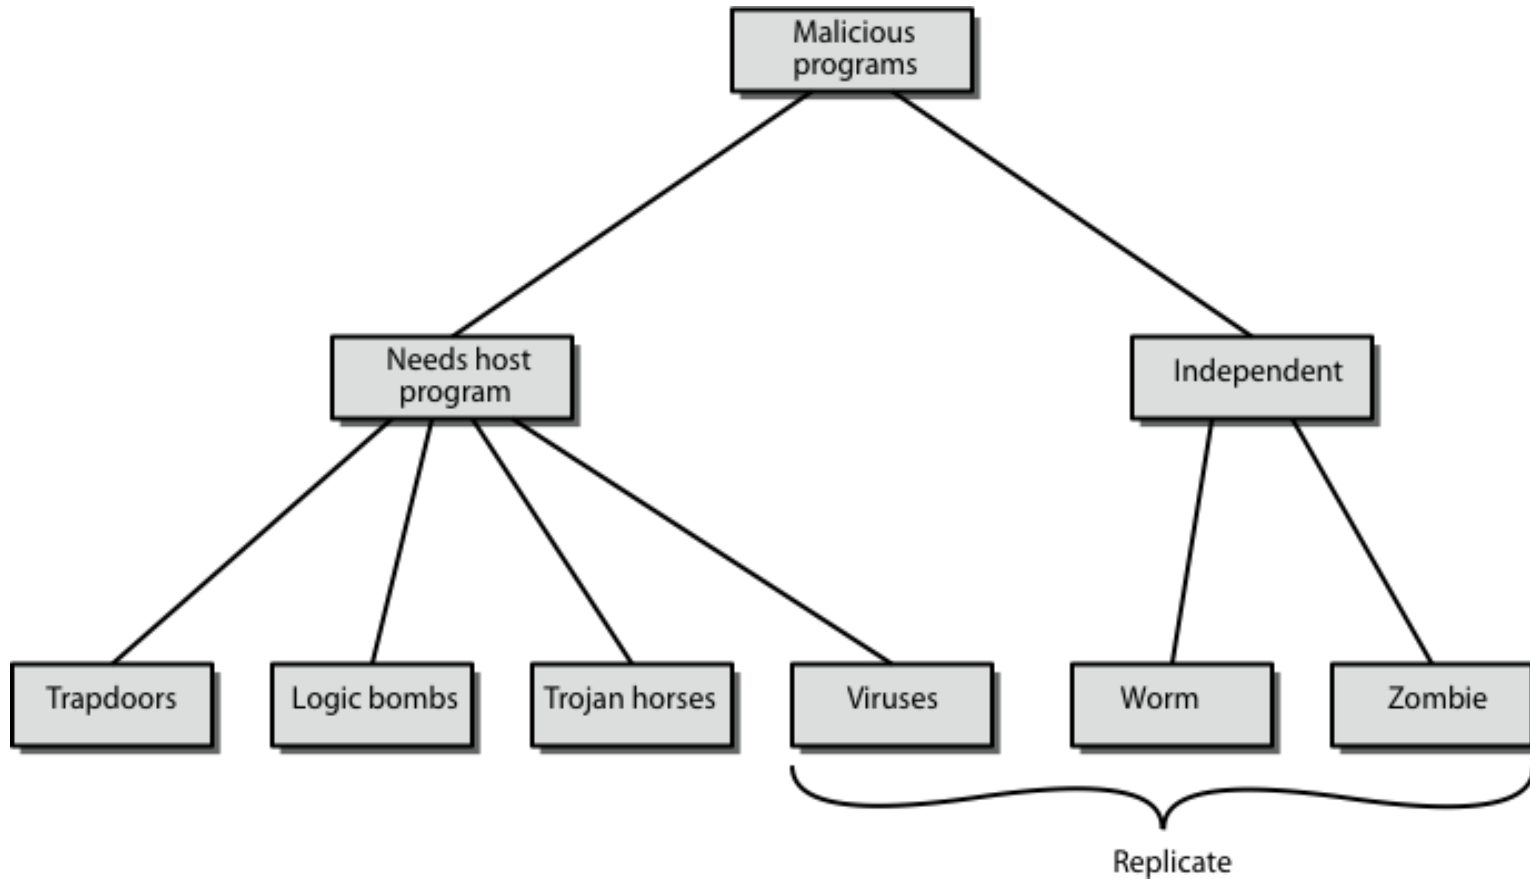 Malicious
programs
Needs host
program
Independent
Trapdoors
Logic bombs
Trojan horses
Viruses
Worm
Zombie
Replicate